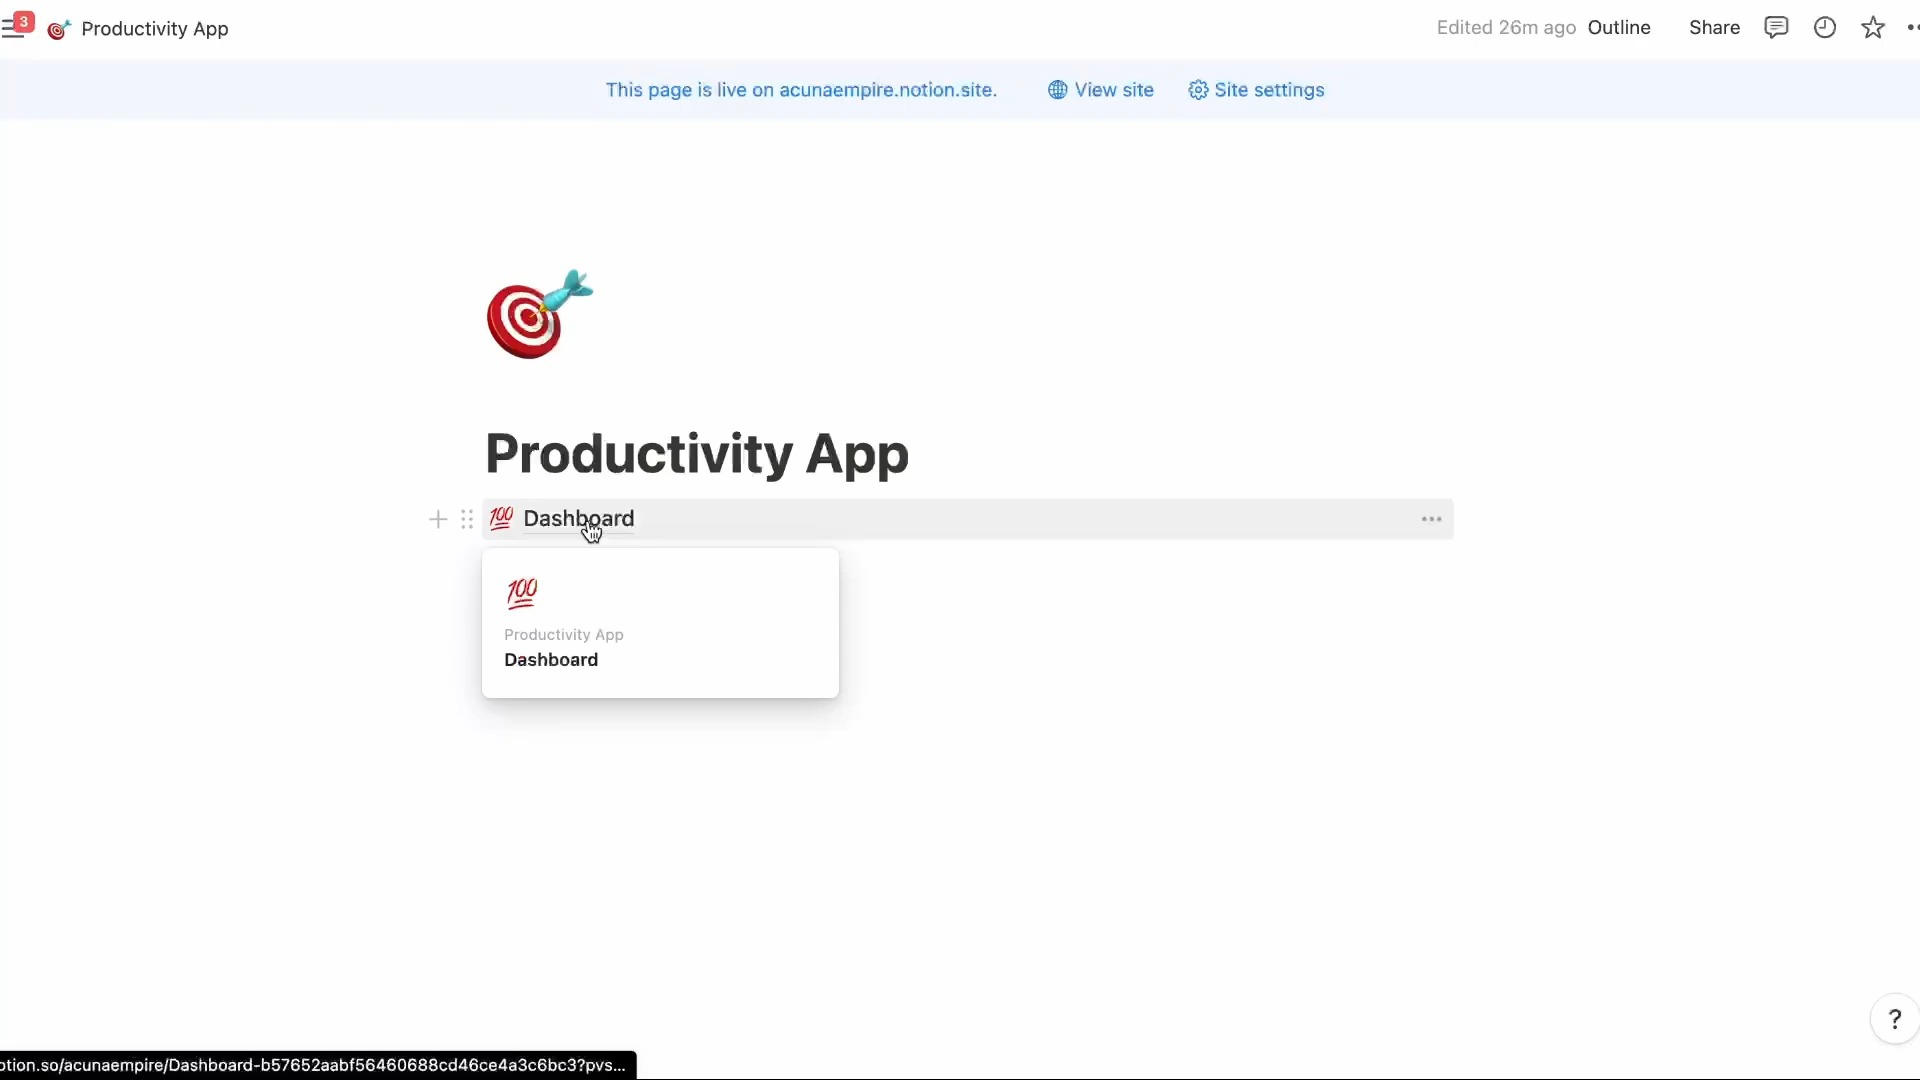 3
Productivity App
Edited 26m ago Outline Share
This page is live on acunaempire.notion.site. View site Site settings
Productivity App
💯 Dashboard
💯
Productivity App
Dashboard
?
otion.so/acunaempire/Dashboard-b57652aabf56460688cd46ce4a3c6bc3?pvs...